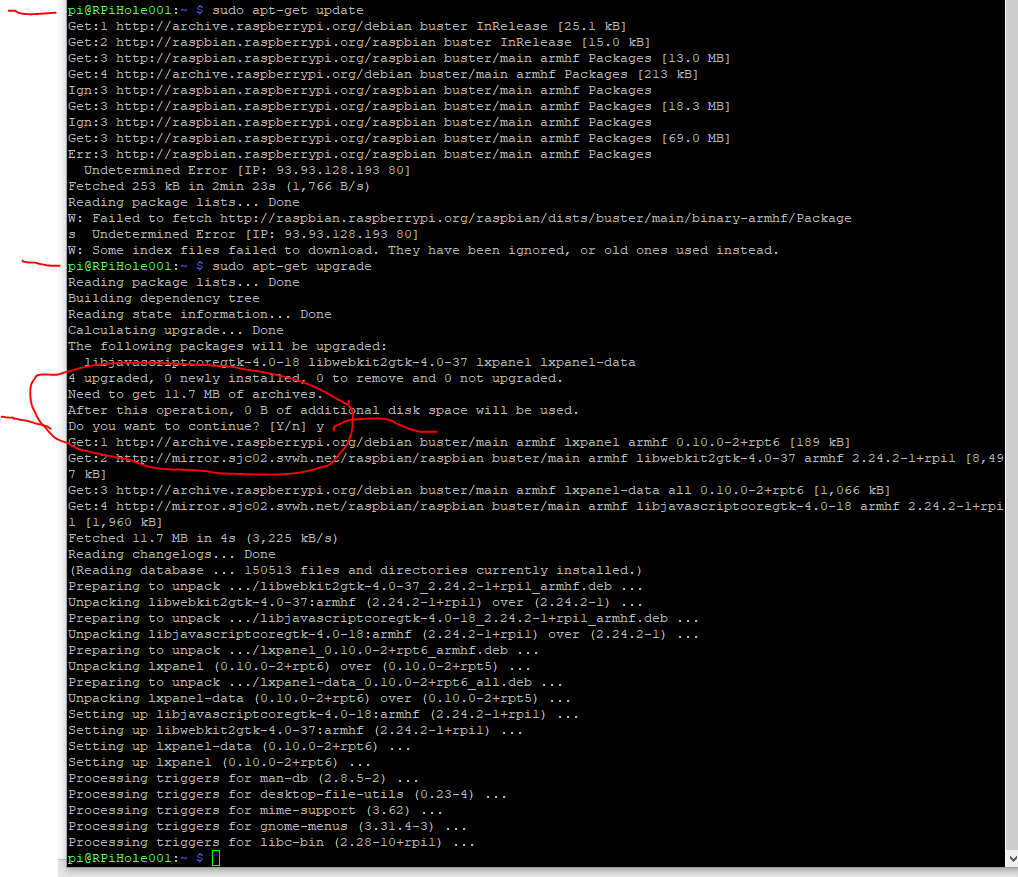 pi@RPiHole001:~ $ sudo apt-get update
Get:1 http://archive.raspberrypi.org/debian buster InRelease [25.1 kB]
Get:2 http://raspbian.raspberrypi.org/raspbian buster InRelease [15.0 kB]
Get:3 http://raspbian.raspberrypi.org/raspbian buster/main armhf Packages [13.0 MB]
Get:4 http://archive.raspberrypi.org/debian buster/main armhf Packages [213 kB]
Ign:3 http://raspbian.raspberrypi.org/raspbian buster/main armhf Packages
Get:3 http://raspbian.raspberrypi.org/raspbian buster/main armhf Packages [18.3 MB]
Ign:3 http://raspbian.raspberrypi.org/raspbian buster/main armhf Packages
Get:3 http://raspbian.raspberrypi.org/raspbian buster/main armhf Packages [69.0 MB]
Err:3 http://raspbian.raspberrypi.org/raspbian buster/main armhf Packages
  Undetermined Error [IP: 93.93.128.193 80]
Fetched 253 kB in 2min 23s (1,766 B/s)
Reading package lists... Done
W: Failed to fetch http://raspbian.raspberrypi.org/raspbian/dists/buster/main/binary-armhf/Package
s  Undetermined Error [IP: 93.93.128.193 80]
W: Some index files failed to download. They have been ignored, or old ones used instead.
pi@RPiHole001:~ $ sudo apt-get upgrade
Reading package lists... Done
Building dependency tree
Reading state information... Done
Calculating upgrade... Done
The following packages will be upgraded:
  libjavascriptcoregtk-4.0-18 libwebkit2gtk-4.0-37 lxpanel lxpanel-data
4 upgraded, 0 newly installed, 0 to remove and 0 not upgraded.
Need to get 11.7 MB of archives.
After this operation, 0 B of additional disk space will be used.
Do you want to continue? [Y/n] y
Get:1 http://archive.raspberrypi.org/debian buster/main armhf lxpanel armhf 0.10.0-2+rpt6 [189 kB]
Get:2 http://mirror.sjc02.svwh.net/raspbian/raspbian buster/main armhf libwebkit2gtk-4.0-37 armhf 2.24.2-1+rpi1 [8,49
7 kB]
Get:3 http://archive.raspberrypi.org/debian buster/main armhf lxpanel-data all 0.10.0-2+rpt6 [1,066 kB]
Get:4 http://mirror.sjc02.svwh.net/raspbian/raspbian buster/main armhf libjavascriptcoregtk-4.0-18 armhf 2.24.2-1+rpi
1 [1,960 kB]
Fetched 11.7 MB in 4s (3,225 kB/s)
Reading changelogs... Done
(Reading database ... 150513 files and directories currently installed.)
Preparing to unpack .../libwebkit2gtk-4.0-37_2.24.2-1+rpi1_armhf.deb ...
Unpacking libwebkit2gtk-4.0-37:armhf (2.24.2-1+rpi1) over (2.24.2-1) ...
Preparing to unpack .../libjavascriptcoregtk-4.0-18_2.24.2-1+rpi1_armhf.deb ...
Unpacking libjavascriptcoregtk-4.0-18:armhf (2.24.2-1+rpi1) over (2.24.2-1) ...
Preparing to unpack .../lxpanel_0.10.0-2+rpt6_armhf.deb ...
Unpacking lxpanel (0.10.0-2+rpt6) over (0.10.0-2+rpt5) ...
Preparing to unpack .../lxpanel-data_0.10.0-2+rpt6_all.deb ...
Unpacking lxpanel-data (0.10.0-2+rpt6) over (0.10.0-2+rpt5) ...
Setting up libjavascriptcoregtk-4.0-18:armhf (2.24.2-1+rpi1) ...
Setting up libwebkit2gtk-4.0-37:armhf (2.24.2-1+rpi1) ...
Setting up lxpanel-data (0.10.0-2+rpt6) ...
Setting up lxpanel (0.10.0-2+rpt6) ...
Processing triggers for man-db (2.8.5-2) ...
Processing triggers for desktop-file-utils (0.23-4) ...
Processing triggers for mime-support (3.62) ...
Processing triggers for gnome-menus (3.31.4-3) ...
Processing triggers for libc-bin (2.28-10+rpi1) ...
pi@RPiHole001:~ $